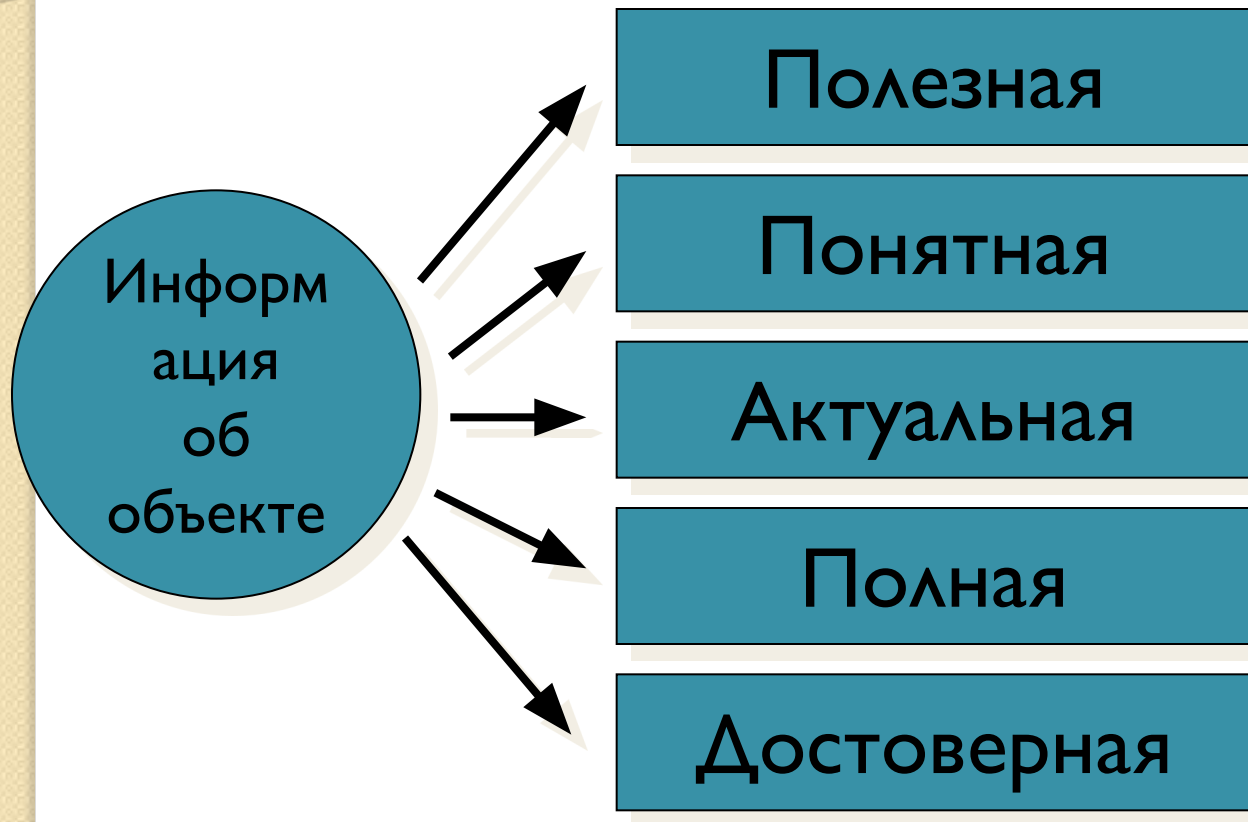 Информ
ация
об
объекте
Полезная
Понятная
Актуальная
Полная
Достоверная